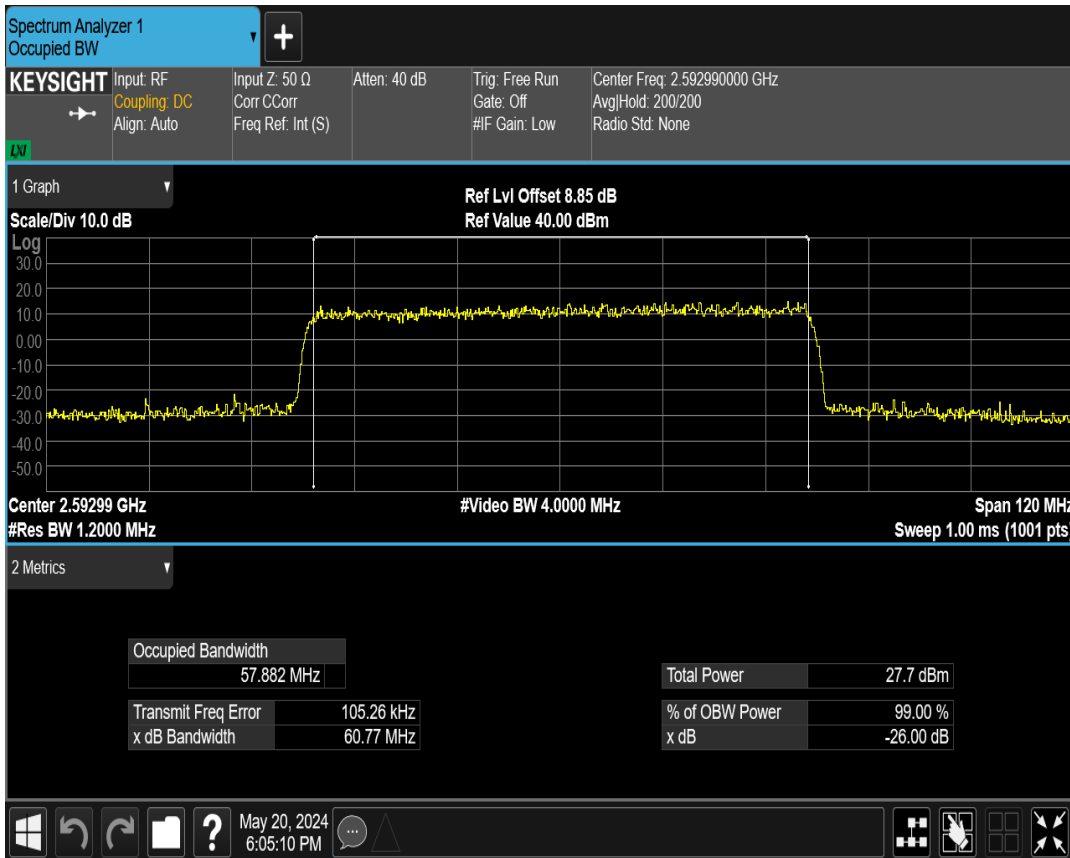 Spectrum Analyzer 1
Occupied BW
+
KEYSIGHT
LXI
Input: RF
Coupling: DC
Align: Auto
Input Z: 50 Ω
Corr CCorr
Freq Ref: Int (S)
Atten: 40 dB
Trig: Free Run
Gate: Off
#IF Gain: Low
Center Freq: 2.592990000 GHz
Avg|Hold: 200/200
Radio Std: None
1 Graph
Scale/Div 10.0 dB
Ref Lvl Offset 8.85 dB
Ref Value 40.00 dBm
Log
30.0
20.0
10.0
0.00
-10.0
-20.0
-30.0
-40.0
-50.0
Center 2.59299 GHz
#Video BW 4.0000 MHz
Span 120 MHz
#Res BW 1.2000 MHz
Sweep 1.00 ms (1001 pts)
2 Metrics
Occupied Bandwidth
57.882 MHz
Total Power 27.7 dBm
Transmit Freq Error 105.26 kHz
% of OBW Power 99.00 %
x dB Bandwidth 60.77 MHz
x dB -26.00 dB
?
May 20, 2024
6:05:10 PM